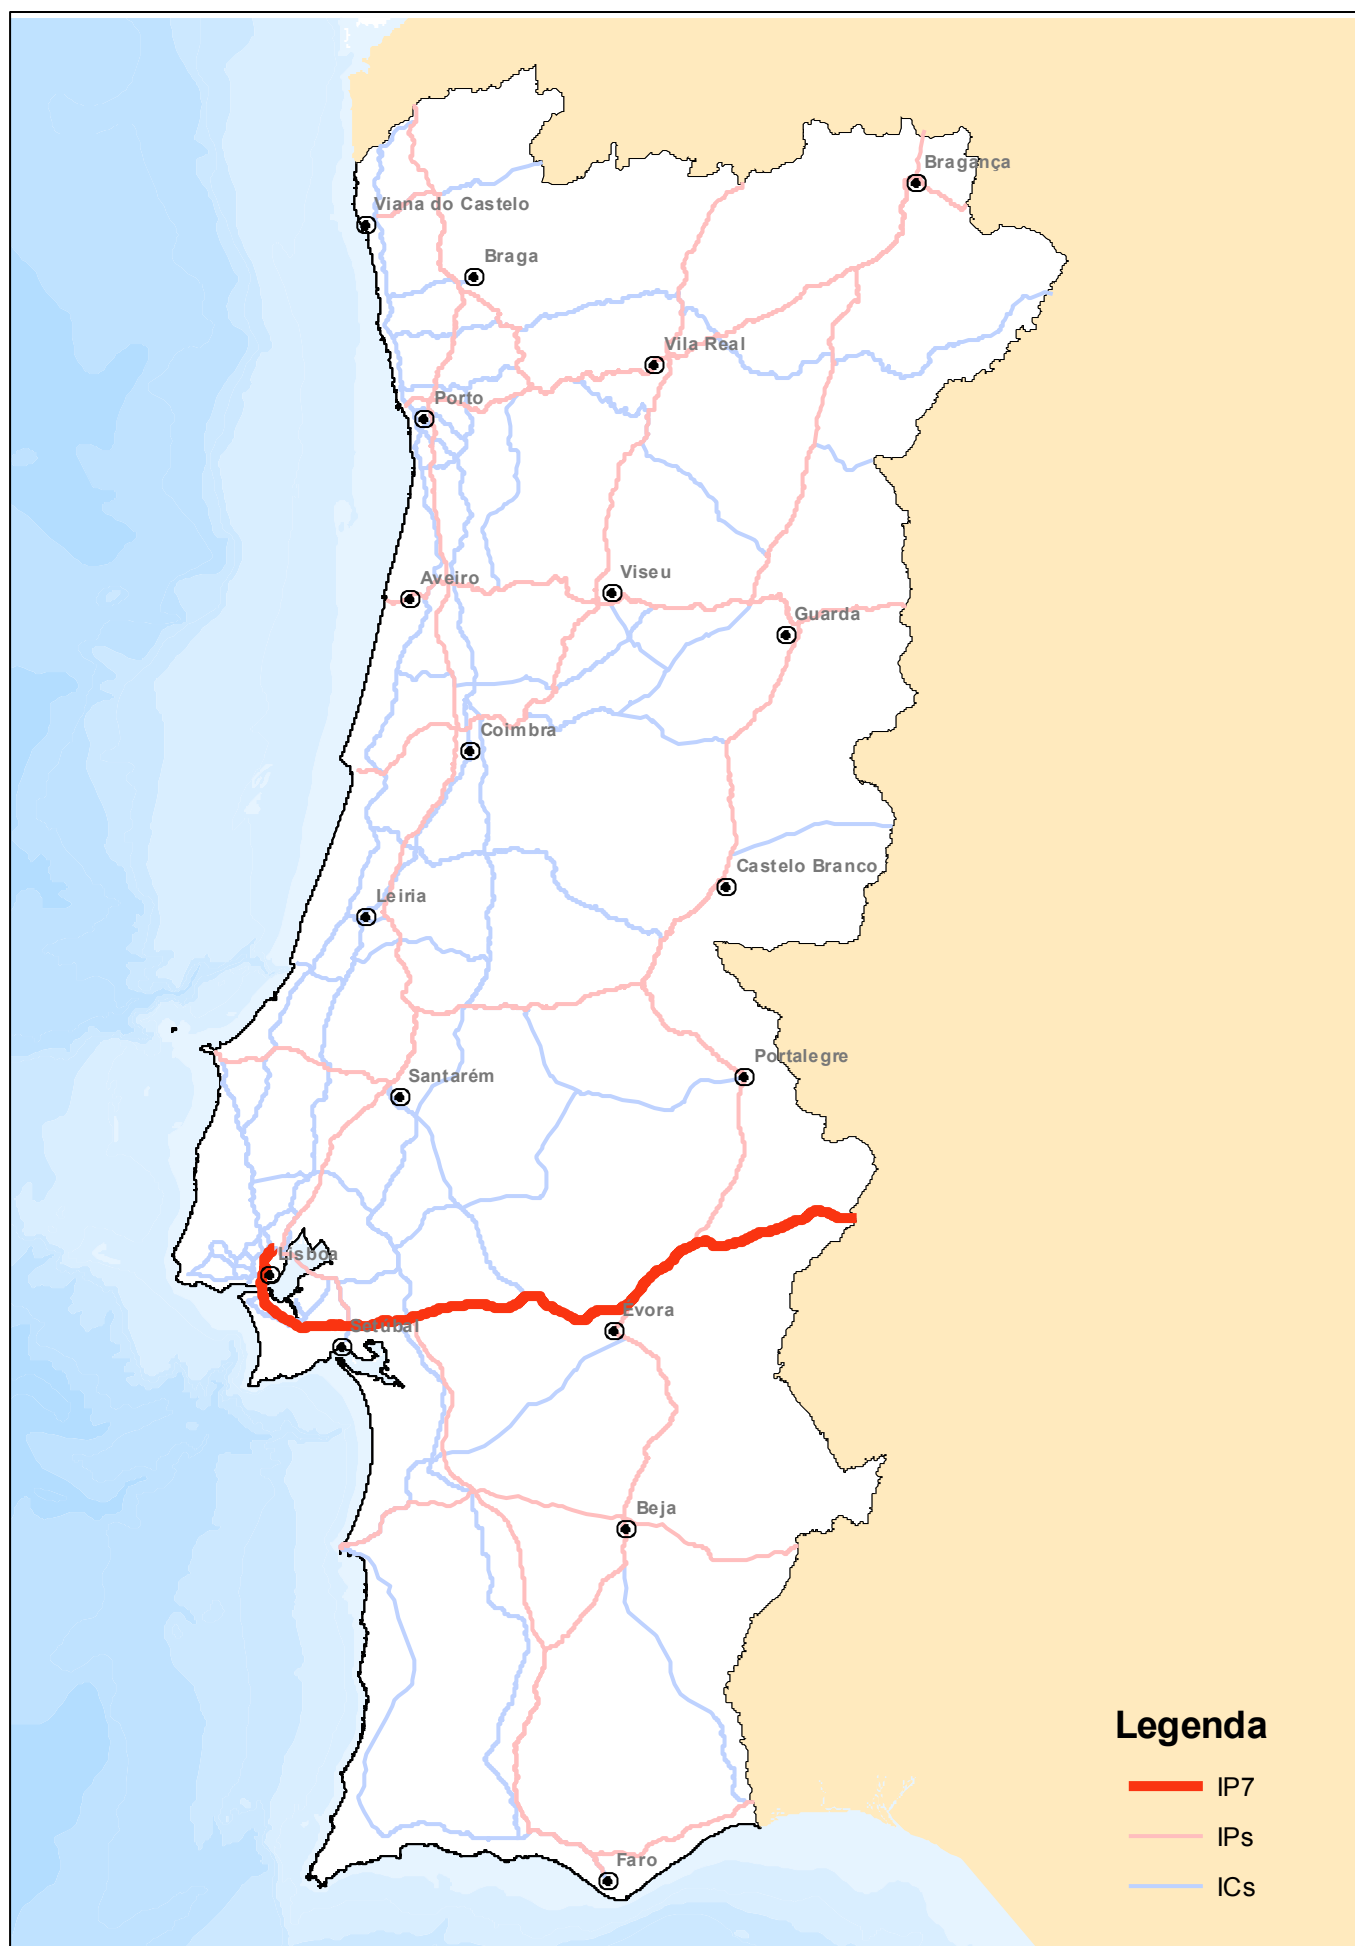 Bragança
Viana do Castelo
Braga
Vila Real
Porto
Aveiro
Viseu
Guarda
Coimbra
Castelo Branco
Leiria
Portalegre
Santarém
Lisboa
Évora
Setúbal
Beja
Faro
Legenda
IP7
IPs
ICs